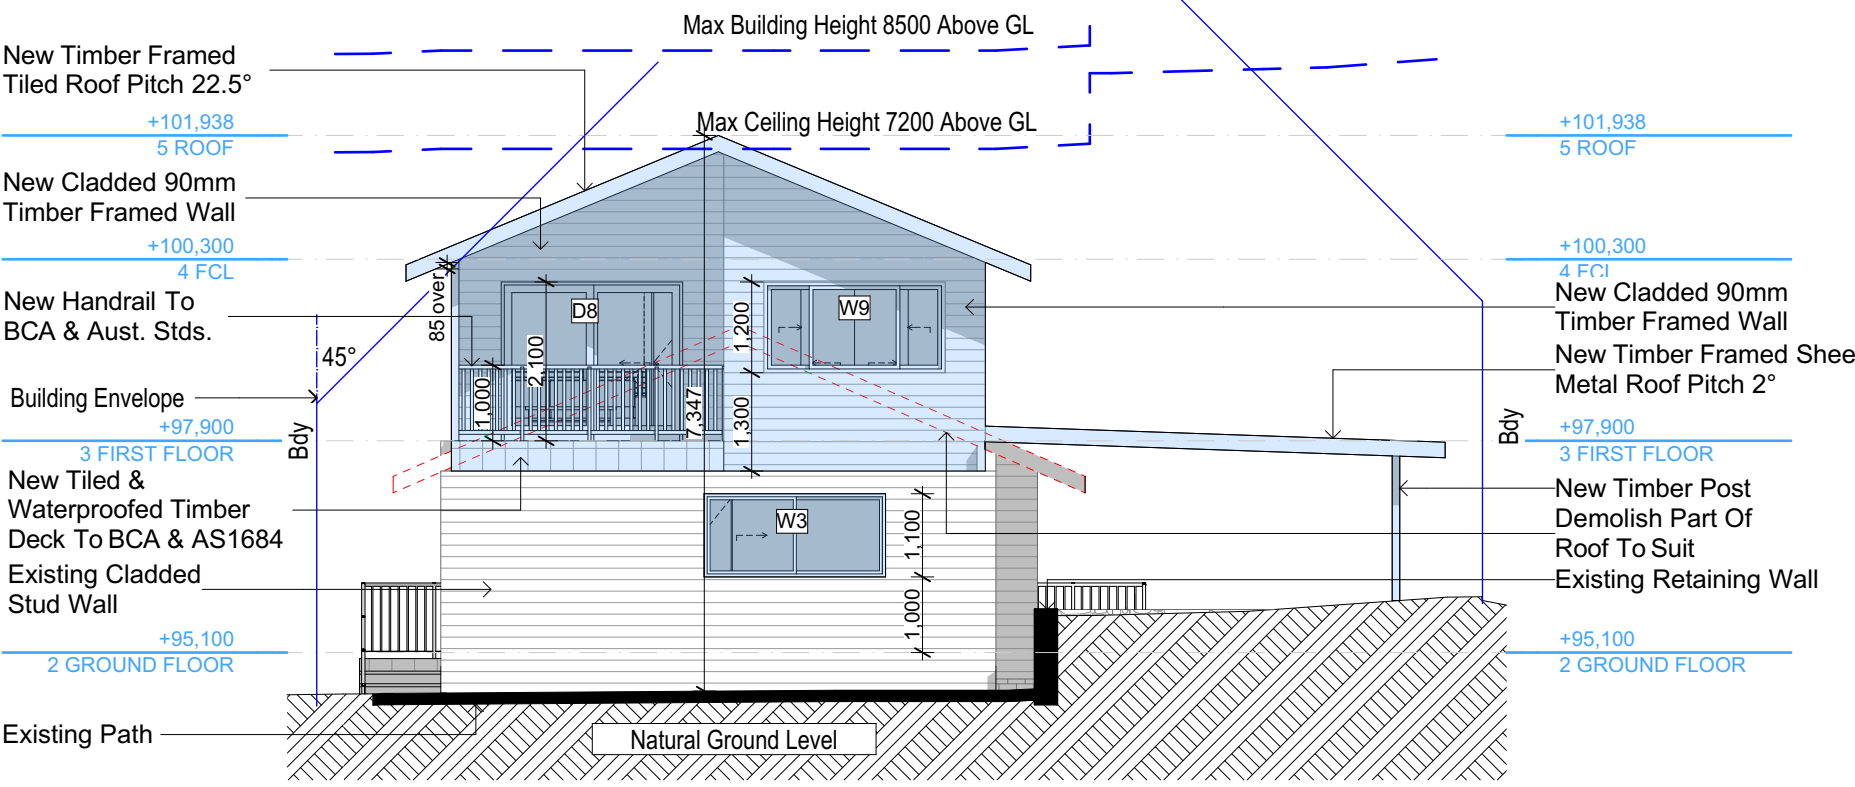 Max Building Height 8500 Above GL
New Timber Framed
Tiled Roof Pitch 22.5°
+101,938
5 ROOF
Max Ceiling Height 7200 Above GL
+101,938
5 ROOF
New Cladded 90mm
Timber Framed Wall
+100,300
4 FCL
+100,300
4 FCL
New Handrail To
BCA & Aust. Stds.
85 over
D8
W9
1,200
2,100
New Cladded 90mm
Timber Framed Wall
45°
New Timber Framed Shee
Metal Roof Pitch 2°
Building Envelope
1,000
7,347
1,300
Bdy
Bdy
+97,900
3 FIRST FLOOR
+97,900
3 FIRST FLOOR
New Tiled &
Waterproofed Timber
Deck To BCA & AS1684
W3
1,100
New Timber Post
Demolish Part Of
Roof To Suit
Existing Retaining Wall
Existing Cladded
Stud Wall
1,000
+95,100
2 GROUND FLOOR
+95,100
2 GROUND FLOOR
Existing Path
Natural Ground Level